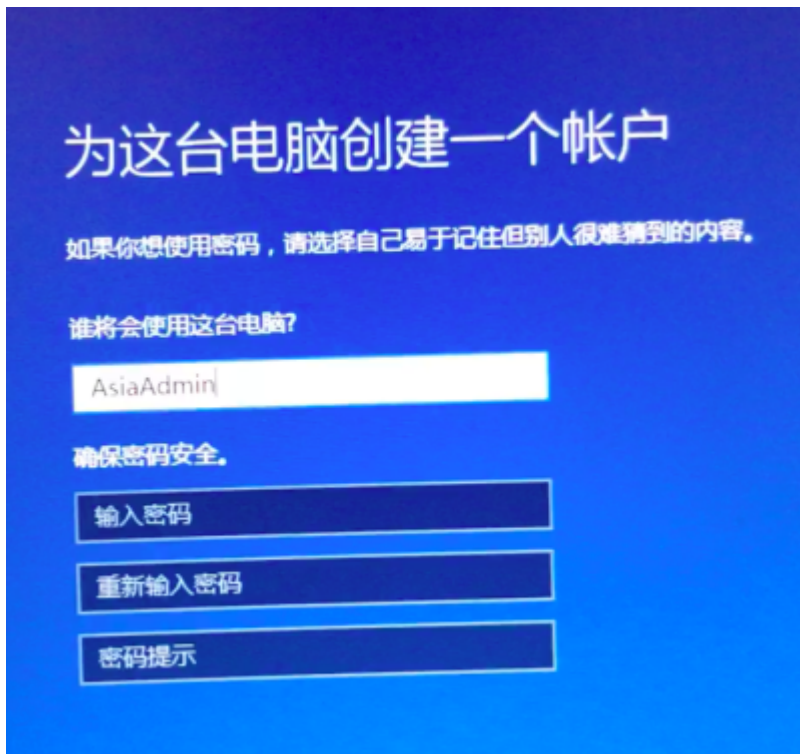 为这台电脑创建一个帐户
如果你想使用密码，请选择自己易于记住但别人很难猜到的内容。
谁将会使用这台电脑?
AsiaAdmin
确保密码安全。
输入密码
重新输入密码
密码提示